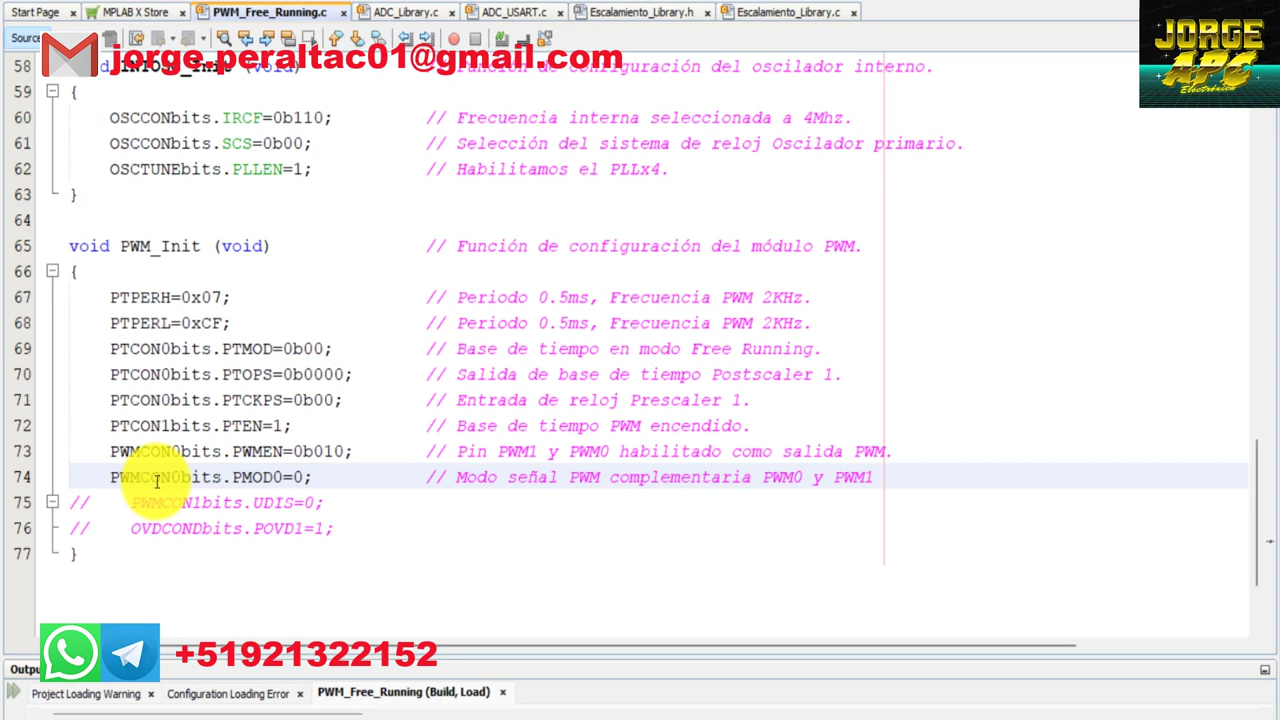 Start Page x MPLAB X Store x PWM_Free_Running.c x ADC_Library.c x ADC_USART.c x Escalamiento_Library.h x Escalamiento_Library.c x
JORGE
APC
Electrónica
jorge.peraltac01@gmail.com
58 (void) // Función de configuración del oscilador interno.
59 {
60 OSCCONbits.IRCF=0b110; // Frecuencia interna seleccionada a 4Mhz.
61 OSCCONbits.SCS=0b00; // Selección del sistema de reloj Oscilador primario.
62 OSCTUNEbits.PLLEN=1; // Habilitamos el PLLx4.
63 }
64
65 void PWM_Init (void) // Función de configuración del módulo PWM.
66 {
67 PTPERH=0x07; // Periodo 0.5ms, Frecuencia PWM 2KHz.
68 PTPERL=0xCF; // Periodo 0.5ms, Frecuencia PWM 2KHz.
69 PTCON0bits.PTMOD=0b00; // Base de tiempo en modo Free Running.
70 PTCON0bits.PTOPS=0b0000; // Salida de base de tiempo Postscaler 1.
71 PTCON0bits.PTCKPS=0b00; // Entrada de reloj Prescaler 1.
72 PTCON1bits.PTEN=1; // Base de tiempo PWM encendido.
73 PWMCON0bits.PWMEN=0b010; // Pin PWM1 y PWM0 habilitado como salida PWM.
74 PWMCON0bits.PMOD0=0; // Modo señal PWM complementaria PWM0 y PWM1
75 // PWMCON1bits.UDIS=0;
76 // OVDCONDbits.POVD1=1;
77 }
+51921322152
Project Loading Warning x Configuration Loading Error x PWM_Free_Running (Build, Load) x